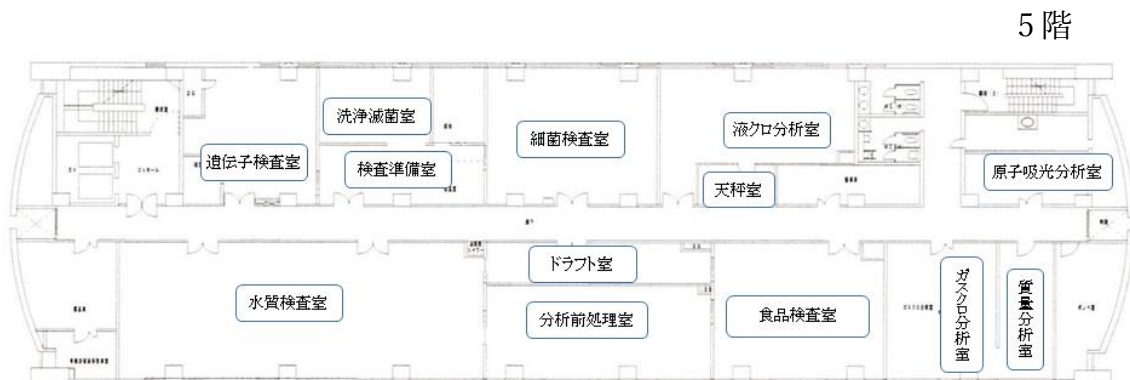 5階
洗浄滅菌室
細菌検査室
液クロ分析室
遺伝子検査室
検査準備室
天秤室
原子吸光分析室
廊下
ドラフト室
水質検査室
分析前処理室
食品検査室
ガスクロ分析室
質量分析室